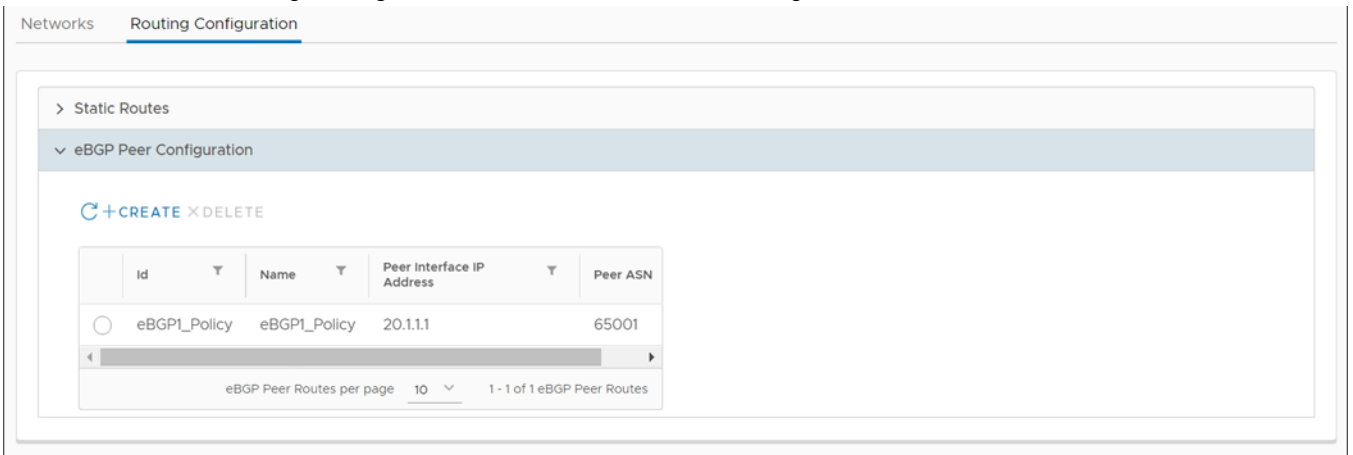 Networks Routing Configuration
Static Routes
eBGP Peer Configuration
CREATE DELETE
Id Name Peer Interface IP Address Peer ASN
eBGP1_Policy eBGP1_Policy 20.1.1.1 65001
eBGP Peer Routes per page 10 1 - 1 of 1 eBGP Peer Routes